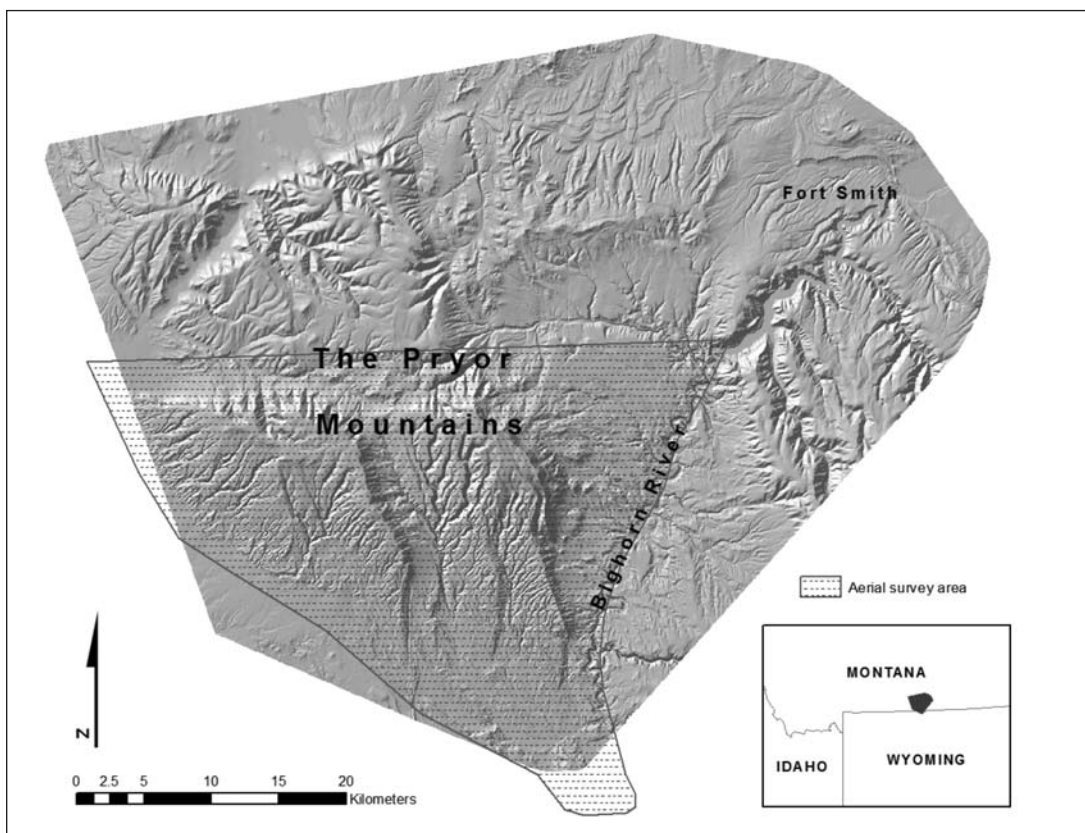 Fort Smith
The Pryor
Mountains
Bighorn River
Aerial survey area
MONTANA
IDAHO
WYOMING
N
0 2.5 5 10 15 20
Kilometers